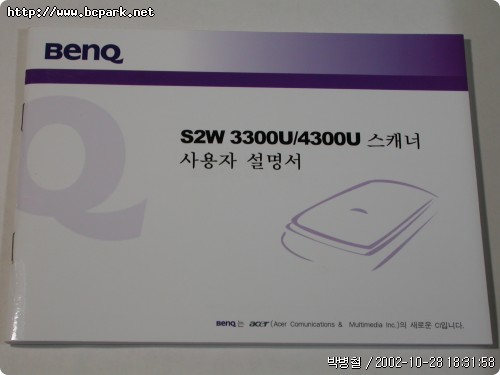 http://www.bcpark.net
BENQ
S2W 3300U/4300U 스캐너
사용자 설명서
BENQ는 acer (Acer Comunications & Multimedia Inc.)의 새로운 CI입니다.
박병철 / 2002-10-28 18:31:58